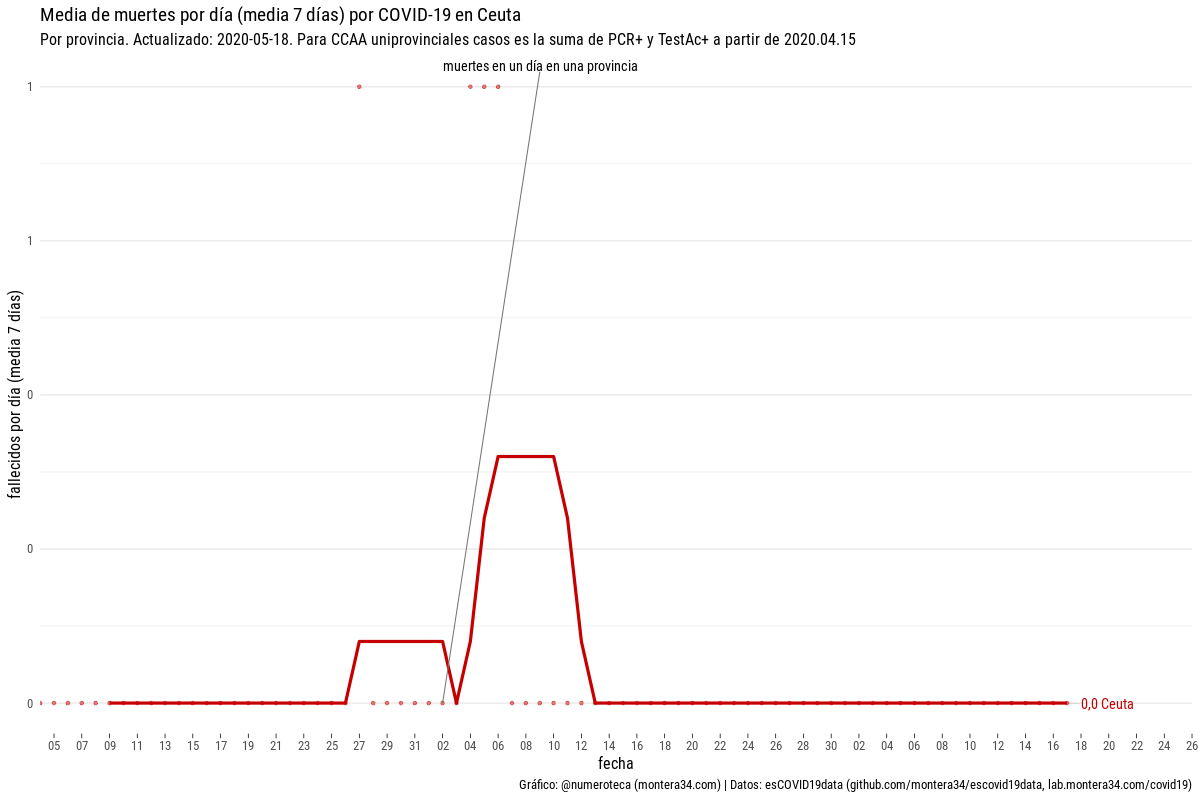 Media de muertes por día (media 7 días) por COVID-19 en Ceuta
Por provincia. Actualizado: 2020-05-18. Para CCAA uniprovinciales casos es la suma de PCR+ y TestAc+ a partir de 2020.04.15
muertes en un día en una provincia
1
1
0
0
0
fallecidos por día (media 7 días)
0,0 Ceuta
05 07 09 11 13 15 17 19 21 23 25 27 29 31 02 04 06 08 10 12 14 16 18 20 22 24 26 28 30 02 04 06 08 10 12 14 16 18 20 22 24 26
fecha
Gráfico: @numeroteca (montera34.com) | Datos: esCOVID19data (github.com/montera34/escovid19data, lab.montera34.com/covid19)